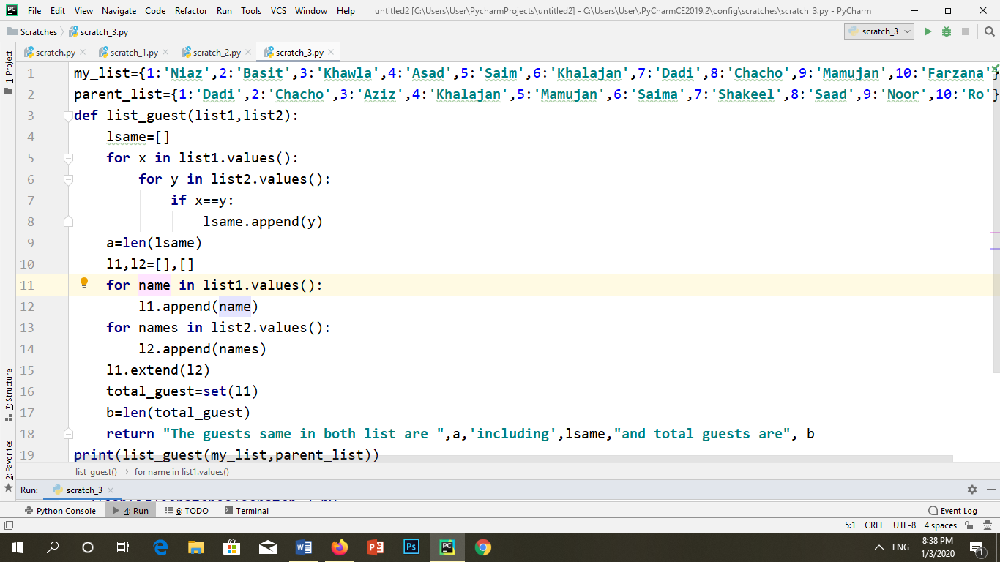 File Edit View Navigate Code Refactor Run Tools VCS Window Help untitled2 [C:\Users\User\PycharmProjects\untitled2] - C:\Users\User\.PyCharmCE2019.2\config\scratches\scratch_3.py - PyCharm
Scratches scratch_3.py scratch_3
scratch.py scratch_1.py scratch_2.py scratch_3.py
1: Project
1 my_list={1:'Niaz',2:'Basit',3:'Khawla',4:'Asad',5:'Saim',6:'Khalajan',7:'Dadi',8:'Chacho',9:'Mamujan',10:'Farzana'}
2 parent_list={1:'Dadi',2:'Chacho',3:'Aziz',4:'Khalajan',5:'Mamujan',6:'Saima',7:'Shakeel',8:'Saad',9:'Noor',10:'Ro'}
3 def list_guest(list1,list2):
4 lsame=[]
5 for x in list1.values():
6 for y in list2.values():
7 if x==y:
8 lsame.append(y)
9 a=len(lsame)
10 l1,l2=[],[]
11 for name in list1.values():
12 l1.append(name)
13 for names in list2.values():
14 l2.append(names)
15 l1.extend(l2)
16 total_guest=set(l1)
17 b=len(total_guest)
18 return "The guests same in both list are ",a,'including',lsame,"and total guests are", b
19 print(list_guest(my_list,parent_list))
7: Structure
2: Favorites
list_guest() for name in list1.values()
Run: scratch_3
Python Console 4: Run 6: TODO Terminal Event Log
5:1 CRLF UTF-8 4 spaces
ENG 8:38 PM
1/3/2020
1